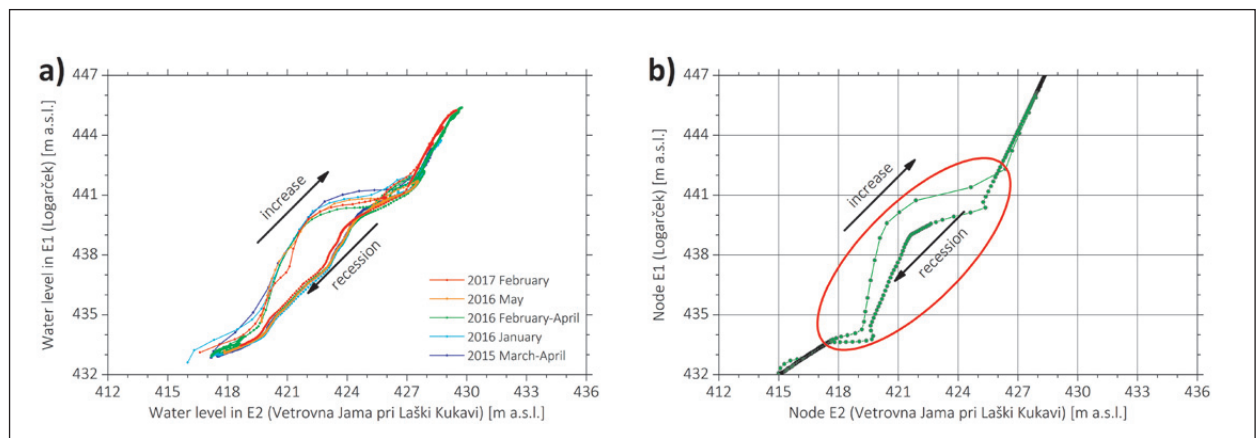 a)
Water level in E1 (Logarček) [m a.s.l.]
447
444
441
438
435
432
increase
recession
2017 February
2016 May
2016 February-April
2016 January
2015 March-April
415 418 421 424 427 430 433 436
Water level in E2 (Vetrovna Jama pri Laški Kukavi) [m a.s.l.]
b)
Node E1 (Logarček) [m a.s.l.]
447
444
441
438
435
432
increase
recession
415 418 421 424 427 430 433 436
Node E2 (Vetrovna Jama pri Laški Kukavi) [m a.s.l.]